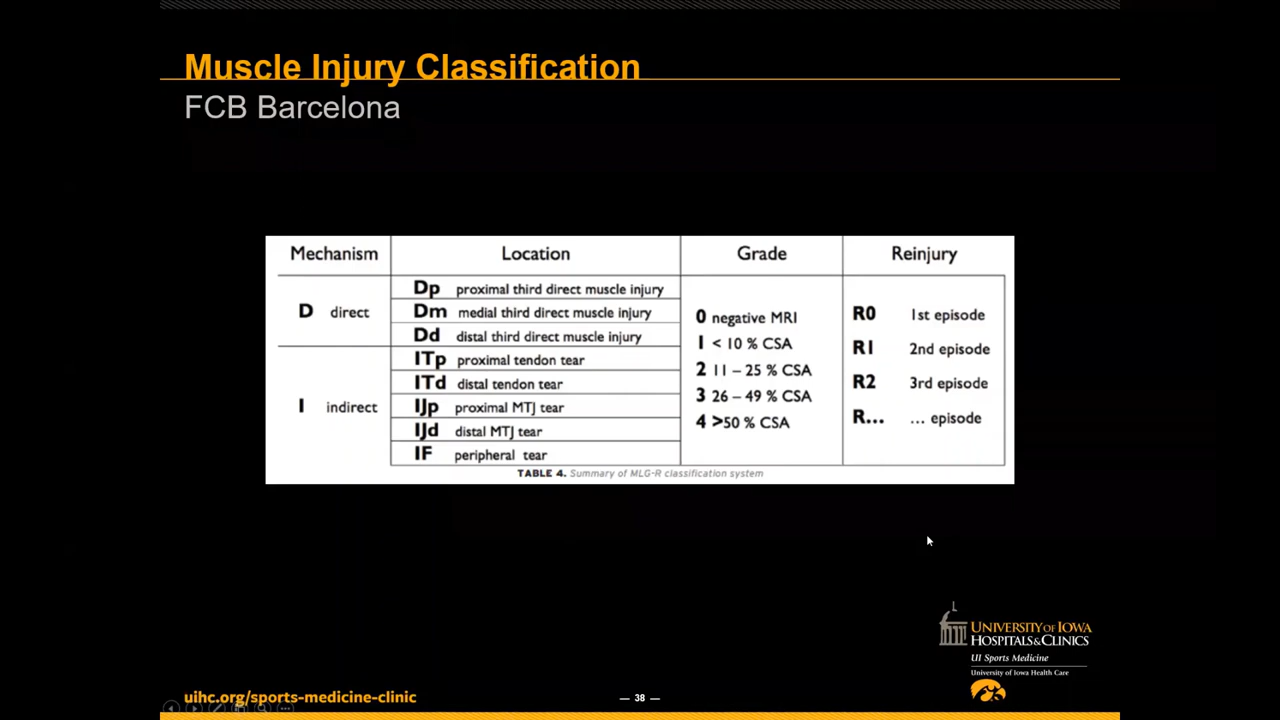 Muscle Injury Classification
FCB Barcelona
Mechanism Location Grade Reinjury
D direct
Dp proximal third direct muscle injury
Dm medial third direct muscle injury
Dd distal third direct muscle injury
I indirect
ITp proximal tendon tear
ITd distal tendon tear
IJp proximal MTJ tear
IJd distal MTJ tear
IF peripheral tear
0 negative MRI
1 < 10 % CSA
2 11 – 25 % CSA
3 26 – 49 % CSA
4 >50 % CSA
R0 1st episode
R1 2nd episode
R2 3rd episode
R... ... episode
TABLE 4. Summary of MLG-R classification system
UNIVERSITY OF IOWA
HOSPITALS & CLINICS
UI Sports Medicine
University of Iowa Health Care
uihc.org/sports-medicine-clinic
— 38 —